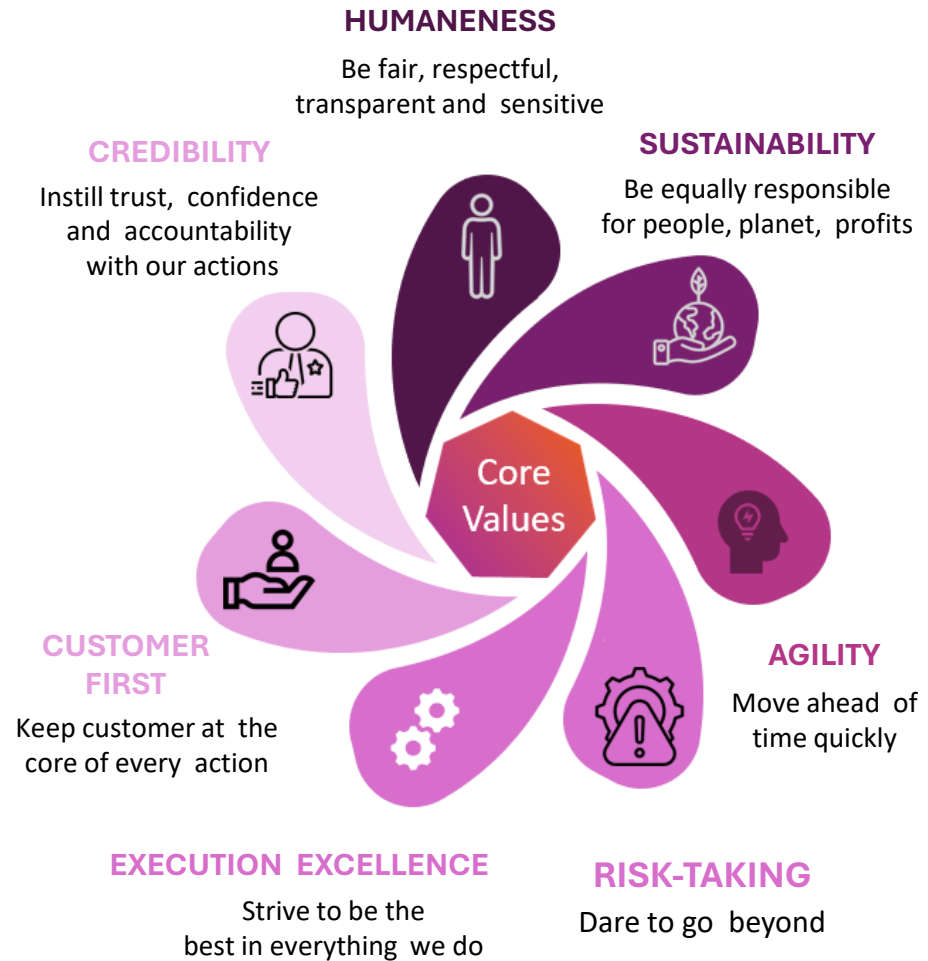 HUMANENESS
Be fair, respectful,
transparent and sensitive
CREDIBILITY
Instill trust, confidence
and accountability
with our actions
SUSTAINABILITY
Be equally responsible
for people, planet, profits
Core
Values
CUSTOMER
FIRST
Keep customer at the
core of every action
AGILITY
Move ahead of
time quickly
EXECUTION EXCELLENCE
Strive to be the
best in everything we do
RISK-TAKING
Dare to go beyond